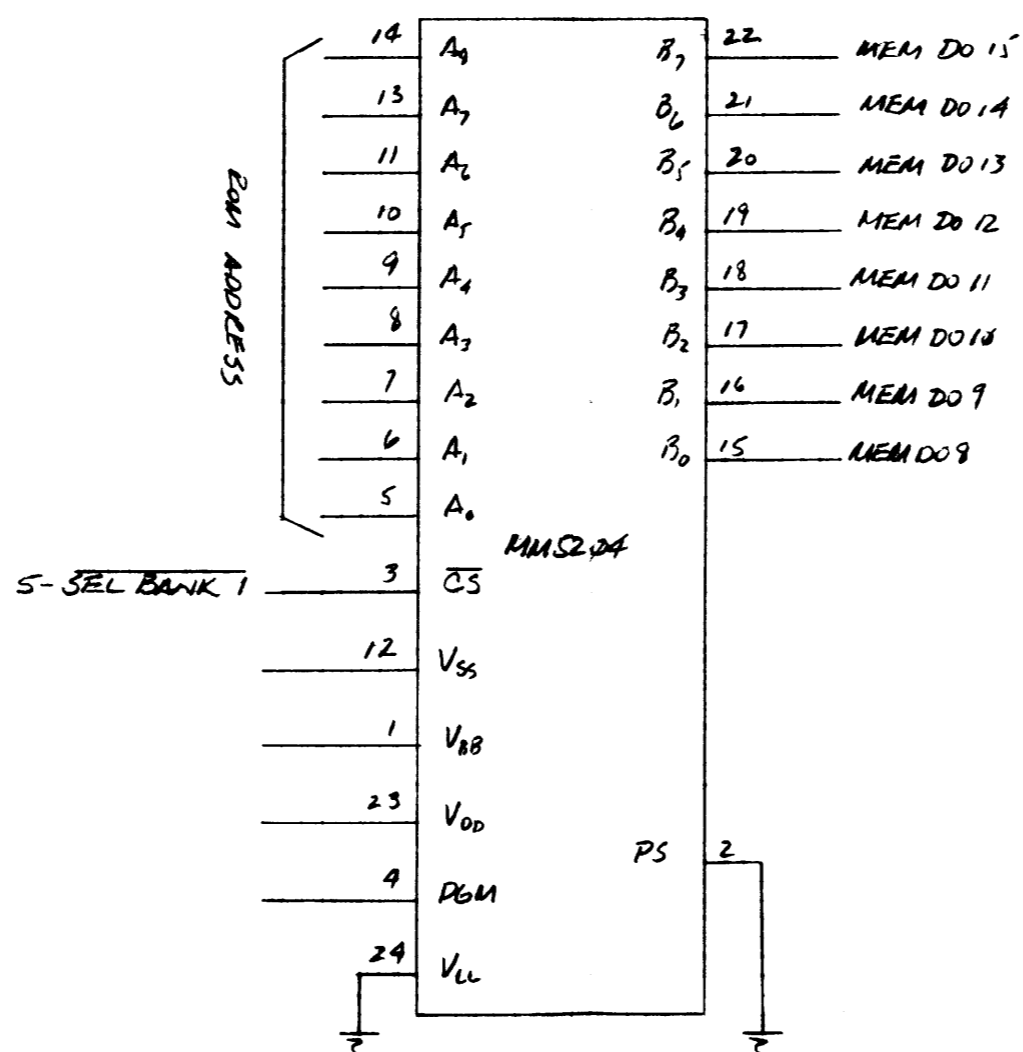 14 A8 B7 22 MEM DO 15
13 A7 B6 21 MEM DO 14
11 A6 B5 20 MEM DO 13
10 A5 B4 19 MEM DO 12
9 A4 B3 18 MEM DO 11
8 A3 B2 17 MEM DO 10
7 A2 B1 16 MEM DO 9
6 A1 B0 15 MEM DO 8
5 A0
ROM ADDRESS
MM5204
5-SEL BANK 1 3 CS
12 VSS
1 VBB
23 VDD
PS 2
4 PGM
24 VLL